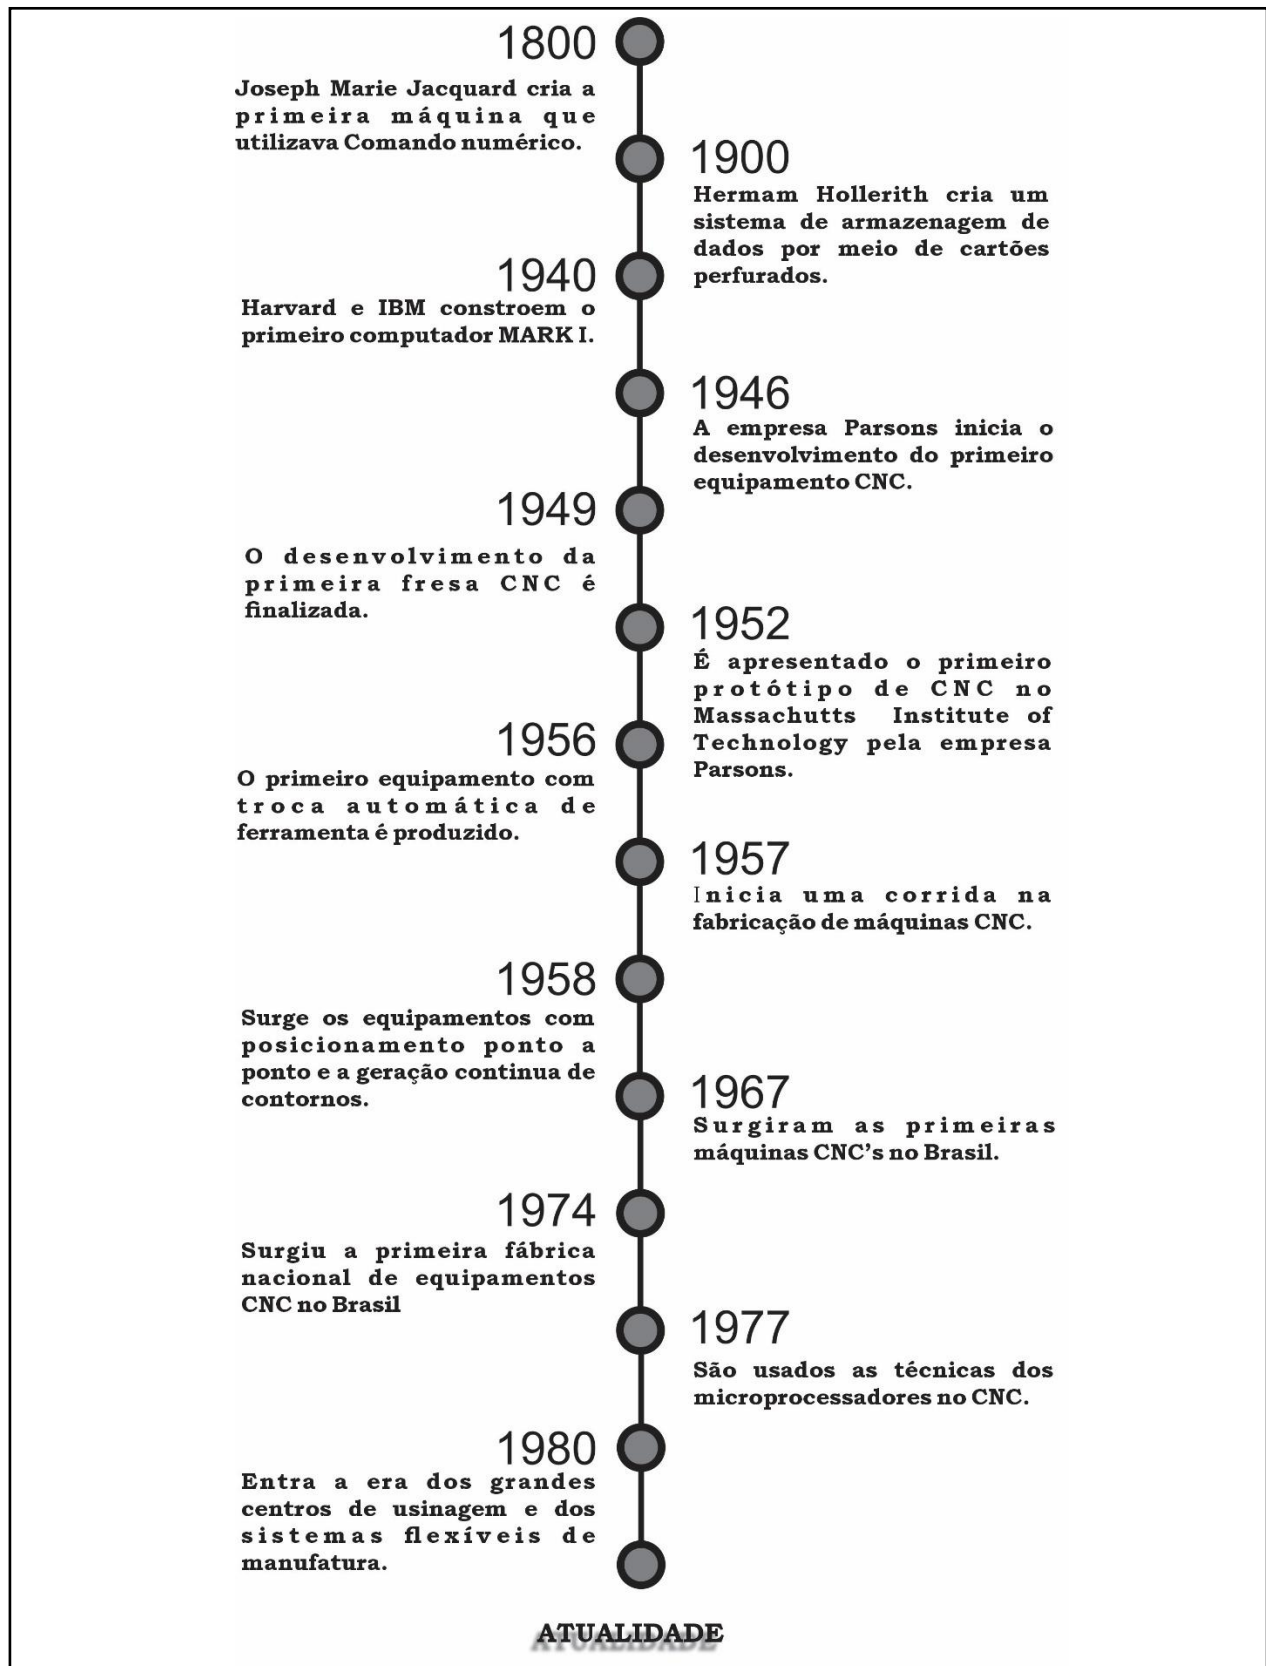 1800
Joseph Marie Jacquard cria a
primeira máquina que
utilizava Comando numérico.
1900
Hermam Hollerith cria um
sistema de armazenagem de
dados por meio de cartões
perfurados.
1940
Harvard e IBM constroem o
primeiro computador MARK I.
1946
A empresa Parsons inicia o
desenvolvimento do primeiro
equipamento CNC.
1949
O desenvolvimento da
primeira fresa CNC é
finalizada.
1952
É apresentado o primeiro
protótipo de CNC no
Massachutts Institute of
Technology pela empresa
Parsons.
1956
O primeiro equipamento com
troca automática de
ferramenta é produzido.
1957
Inicia uma corrida na
fabricação de máquinas CNC.
1958
Surge os equipamentos com
posicionamento ponto a
ponto e a geração continua de
contornos.
1967
Surgiram as primeiras
máquinas CNC’s no Brasil.
1974
Surgiu a primeira fábrica
nacional de equipamentos
CNC no Brasil
1977
São usados as técnicas dos
microprocessadores no CNC.
1980
Entra a era dos grandes
centros de usinagem e dos
sistemas flexíveis de
manufatura.
ATUALIDADE